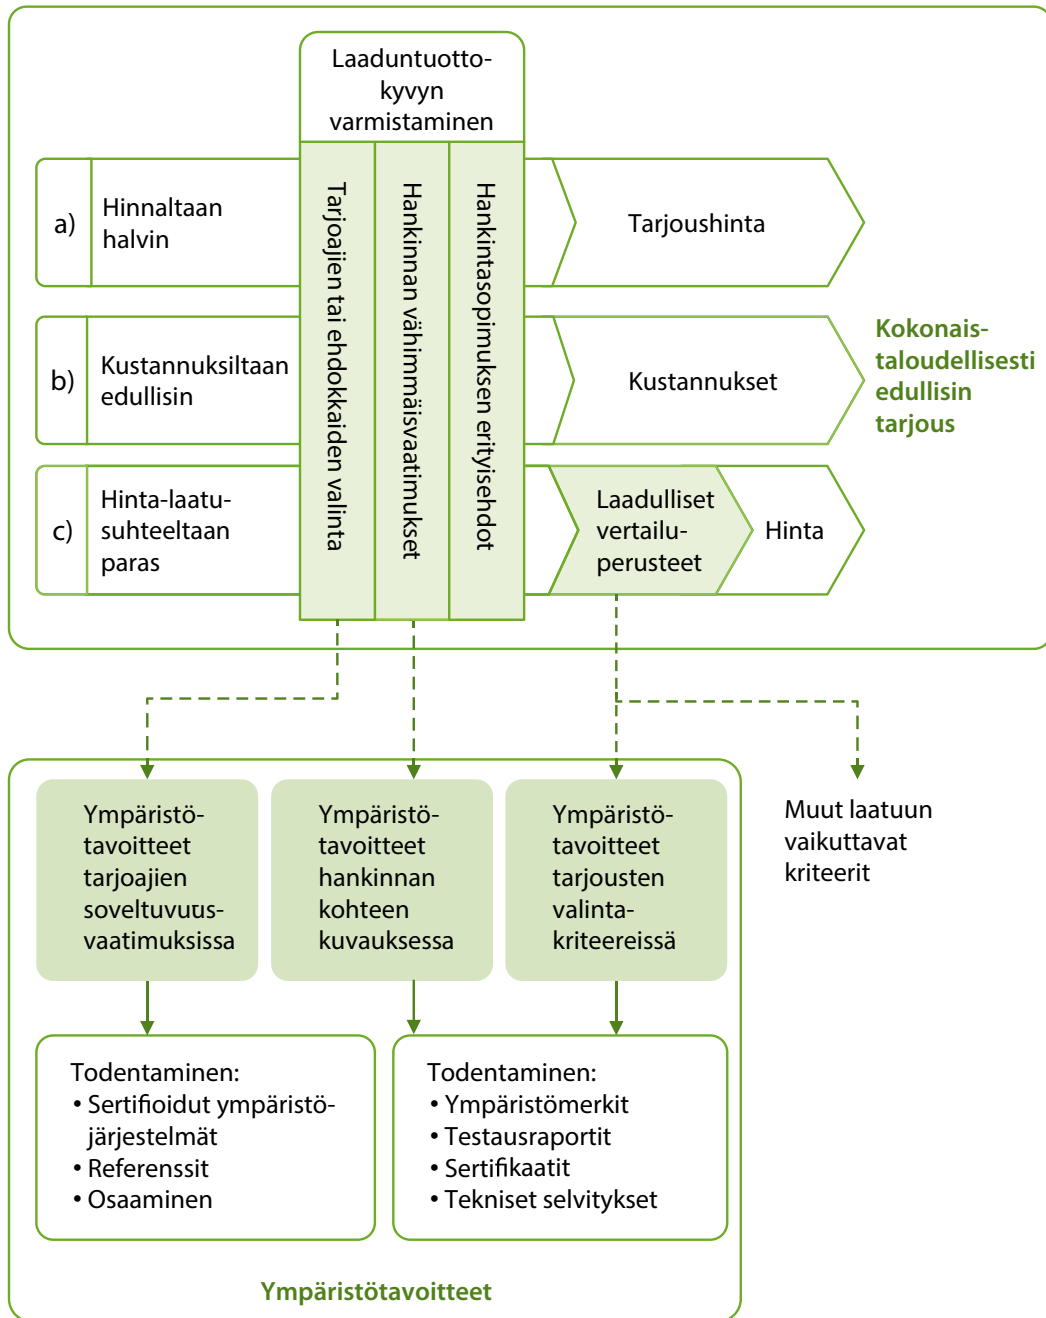 Laaduntuotto-
kyvyn
varmistaminen
Tarjoajien tai ehdokkaiden valinta
Hankinnan vähimmäisvaatimukset
Hankintasopimuksen erityisehdot
a)
Hinnaltaan
halvin
Tarjoushinta
b)
Kustannuksiltaan
edullisin
Kustannukset
c)
Hinta-laatu-
suhteeltaan
paras
Laadulliset
vertailu-
perusteet
Hinta
Kokonais-
taloudellisesti
edullisin
tarjous
Ympäristö-
tavoitteet
tarjoajien
soveltuvuus-
vaatimuksissa
Ympäristö-
tavoitteet
hankinnan
kohteen
kuvauksessa
Ympäristö-
tavoitteet
tarjousten
valinta-
kriteereissä
Muut laatuun
vaikuttavat
kriteerit
Todentaminen:
• Sertifioidut ympäristö-
järjestelmät
• Referenssit
• Osaaminen
Todentaminen:
• Ympäristömerkit
• Testausraportit
• Sertifikaatit
• Tekniset selvitykset
Ympäristötavoitteet